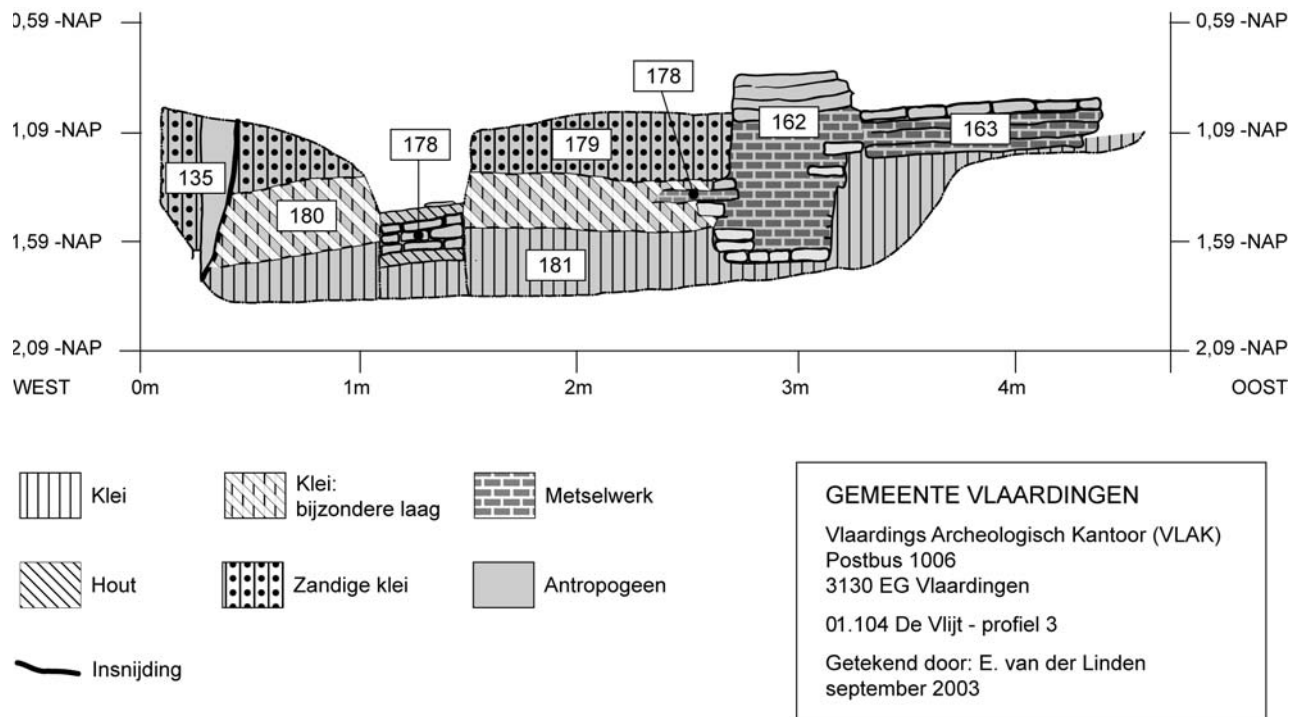 0,59 -NAP
0,59 -NAP
178
162
163
1,09 -NAP
1,09 -NAP
178
179
135
180
1,59 -NAP
1,59 -NAP
181
2,09 -NAP
2,09 -NAP
WEST
0m
1m
2m
3m
4m
OOST
Klei
Klei:
bijzondere laag
Metselwerk
Hout
Zandige klei
Antropogeen
Insnijding
GEMEENTE VLAARDINGEN
Vlaardings Archeologisch Kantoor (VLAK)
Postbus 1006
3130 EG Vlaardingen
01.104 De Vlijt - profiel 3
Getekend door: E. van der Linden
september 2003